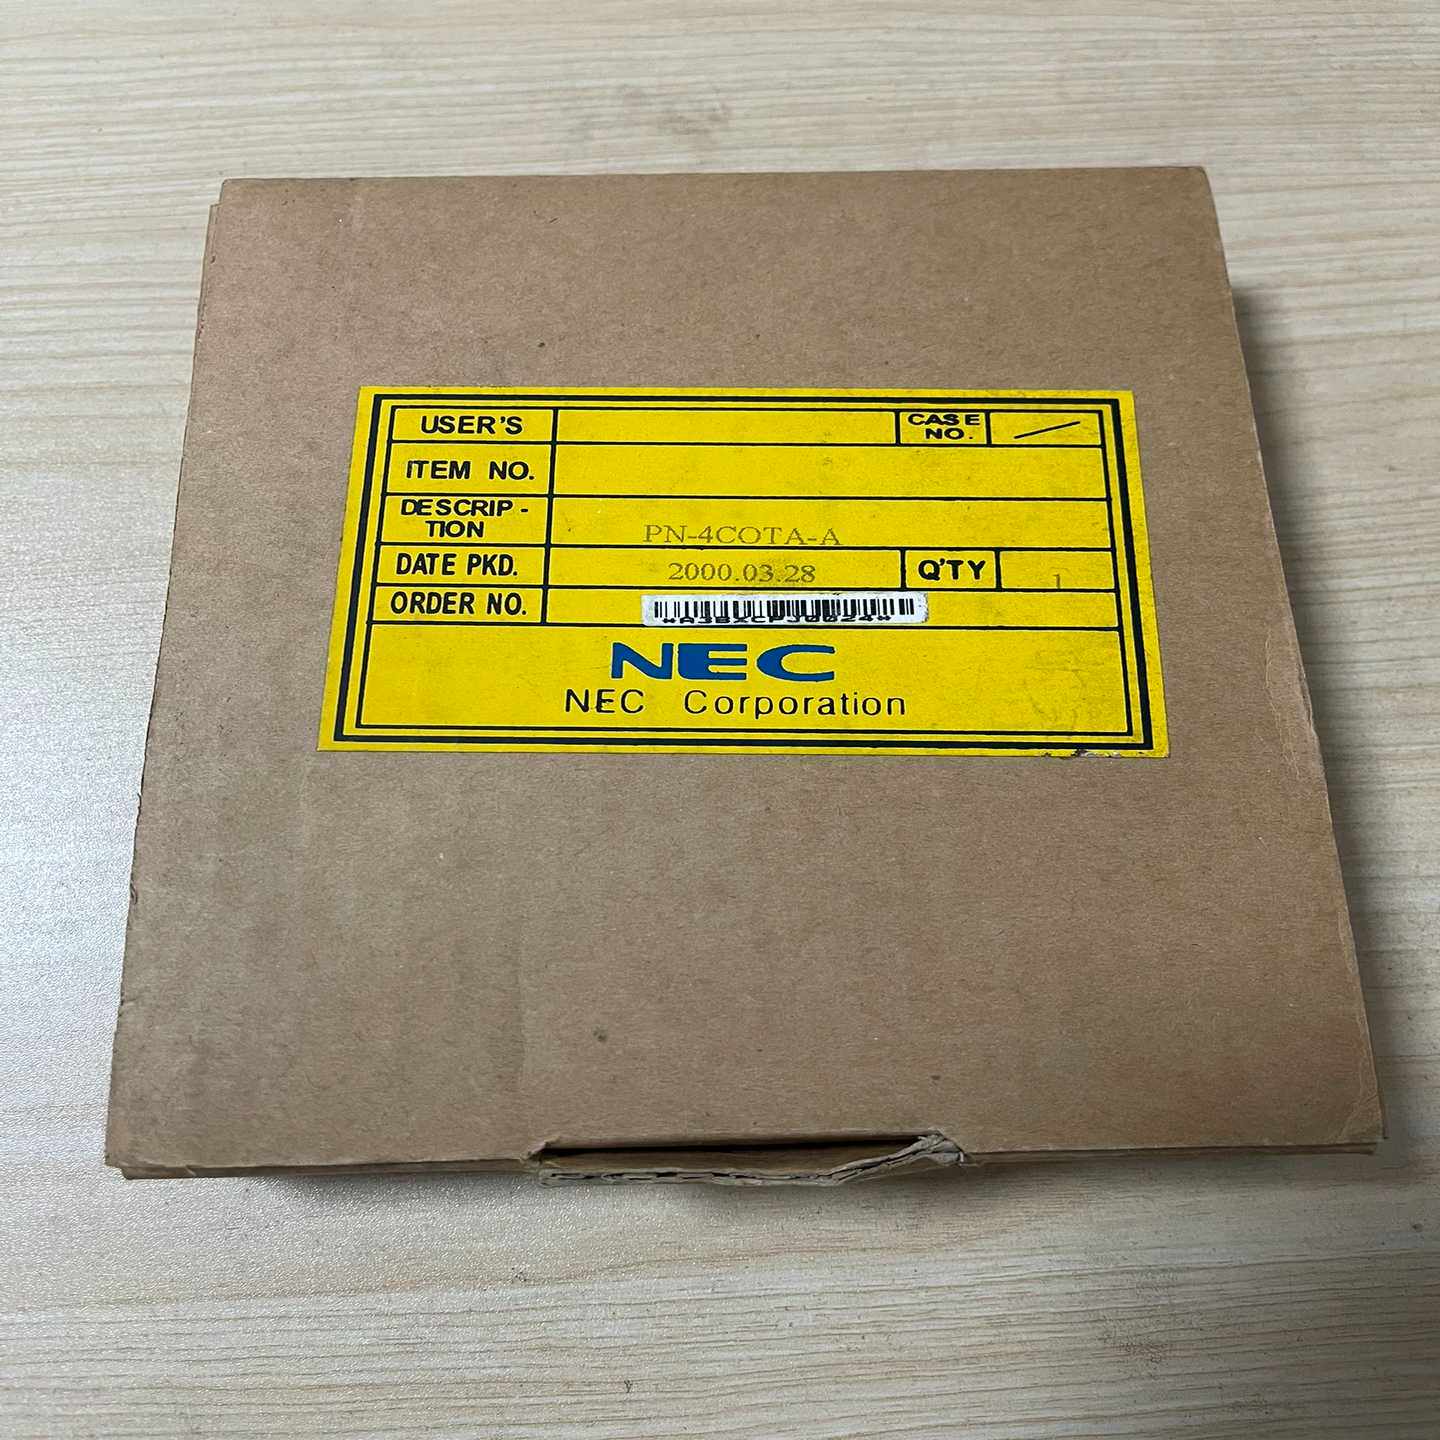 USER'S CASE NO. /
ITEM NO.
DESCRIP-
TION PN-4COTA-A
DATE PKD. 2000.03.28 Q'TY 1
ORDER NO.
NEC
NEC Corporation